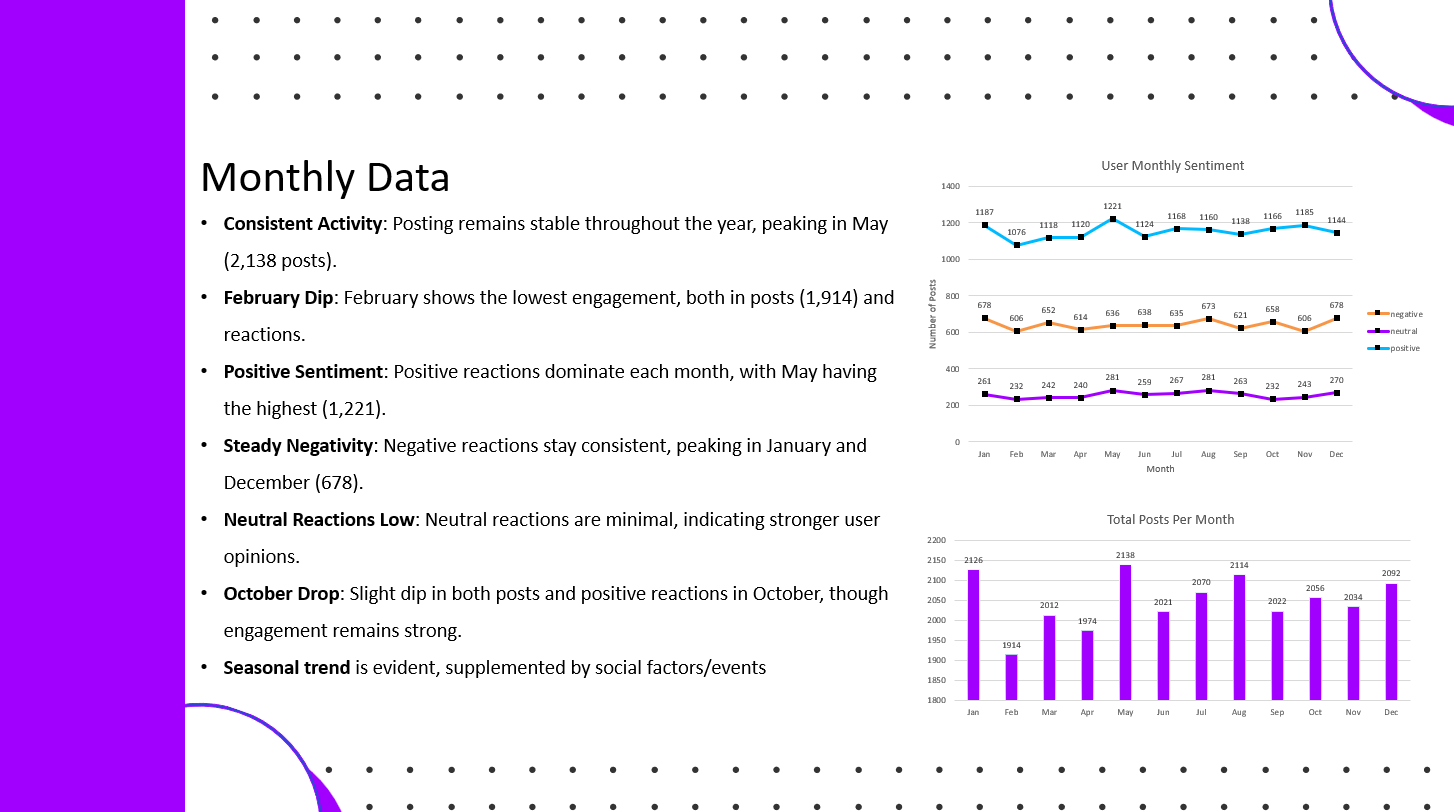 Monthly Data
• Consistent Activity: Posting remains stable throughout the year, peaking in May
(2,138 posts).
• February Dip: February shows the lowest engagement, both in posts (1,914) and
reactions.
• Positive Sentiment: Positive reactions dominate each month, with May having
the highest (1,221).
• Steady Negativity: Negative reactions stay consistent, peaking in January and
December (678).
• Neutral Reactions Low: Neutral reactions are minimal, indicating stronger user
opinions.
• October Drop: Slight dip in both posts and positive reactions in October, though
engagement remains strong.
• Seasonal trend is evident, supplemented by social factors/events
User Monthly Sentiment
Number of Posts
1400
1200
1000
800
600
400
200
0
1187 1076 1118 1120 1221 1124 1168 1160 1138 1166 1185 1144
678 606 652 614 636 638 635 673 621 658 606 678
261 232 242 240 281 259 267 281 263 232 243 270
Jan Feb Mar Apr May Jun Jul Aug Sep Oct Nov Dec
Month
negative
neutral
positive
Total Posts Per Month
2200
2150
2100
2050
2000
1950
1900
1850
1800
2126 1914 2012 1974 2138 2021 2070 2114 2022 2056 2034 2092
Jan Feb Mar Apr May Jun Jul Aug Sep Oct Nov Dec